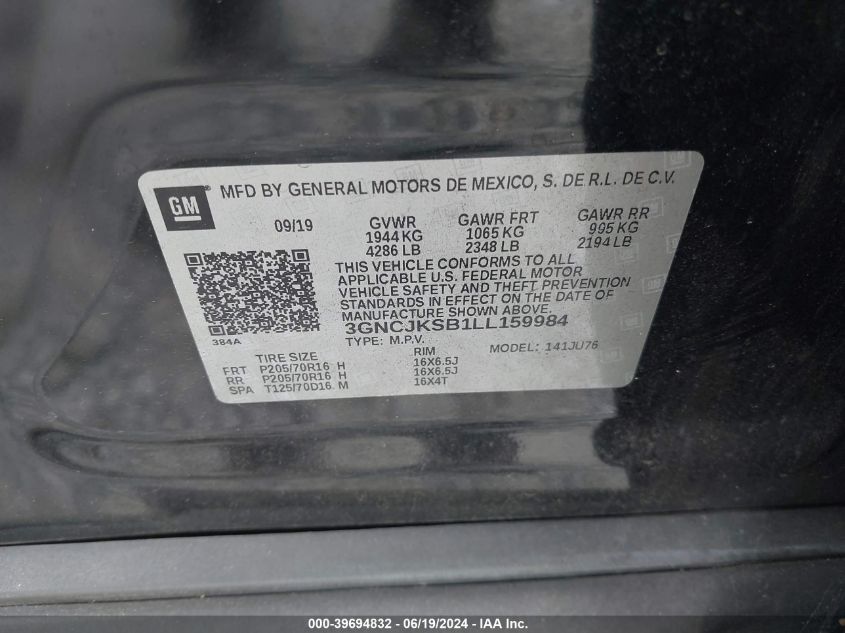 GM
MFD BY GENERAL MOTORS DE MEXICO, S. DE R.L. DE C.V.
09/19 GVWR GAWR FRT GAWR RR
1944 KG 1065 KG 995 KG
4286 LB 2348 LB 2194 LB
THIS VEHICLE CONFORMS TO ALL
APPLICABLE U.S. FEDERAL MOTOR
VEHICLE SAFETY AND THEFT PREVENTION
STANDARDS IN EFFECT ON THE DATE OF
MANUFACTURE SHOWN ABOVE.
3GNCJKSB1LL159984
384A TYPE: M.P.V. MODEL: 141JU76
TIRE SIZE RIM
FRT P205/70R16 H 16X6.5J
RR P205/70R16 H 16X6.5J
SPA T125/70D16 M 16X4T
000-39694832 - 06/19/2024 - IAA Inc.